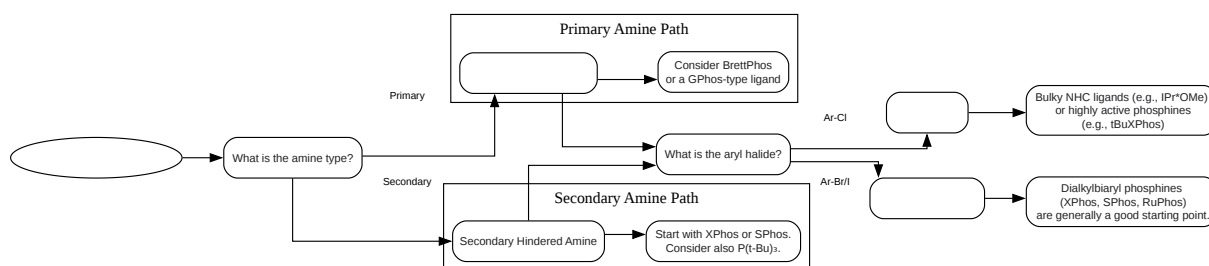 Primary Amine Path
Consider BrettPhos
or a GPhos-type ligand
Primary
Bulky NHC ligands (e.g., IPr*OMe)
or highly active phosphines
(e.g., tBuXPhos)
Ar-Cl
What is the amine type?
What is the aryl halide?
Secondary
Ar-Br/I
Secondary Amine Path
Dialkylbiaryl phosphines
(XPhos, SPhos, RuPhos)
are generally a good starting point.
Secondary Hindered Amine
Start with XPhos or SPhos.
Consider also P(t-Bu)₃.